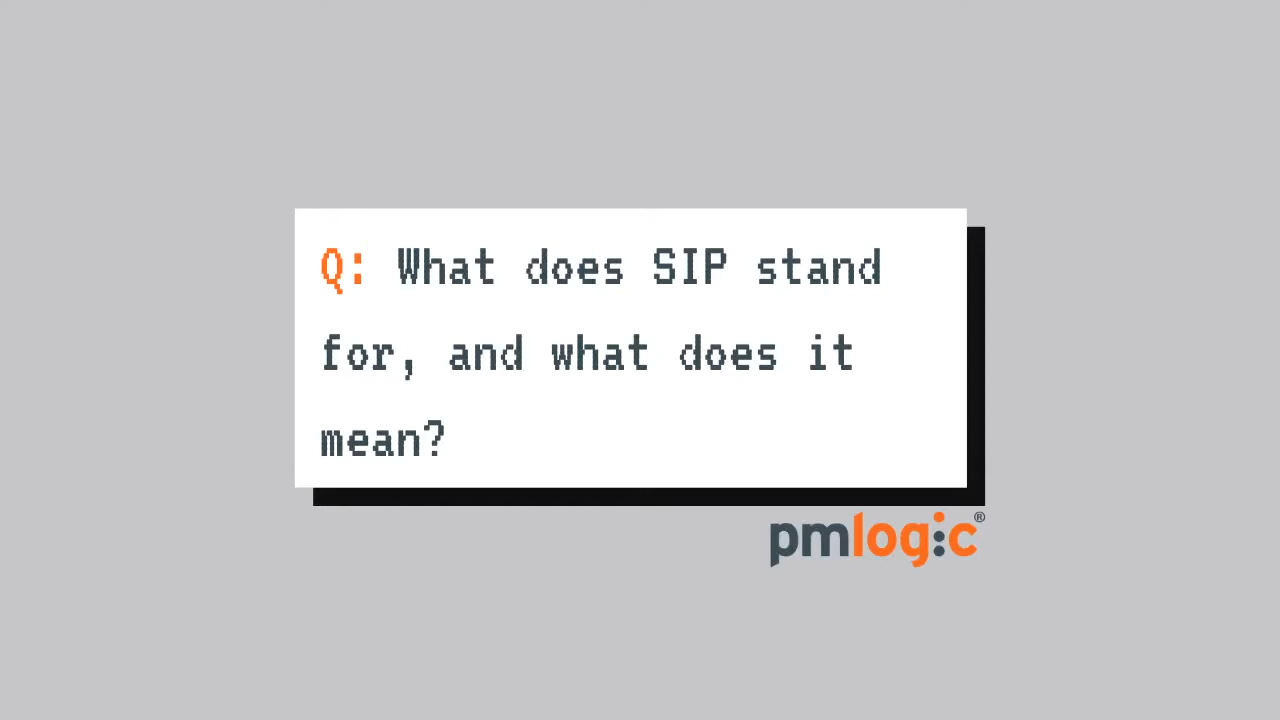 Q: What does SIP stand
for, and what does it
mean?
pmlogic®